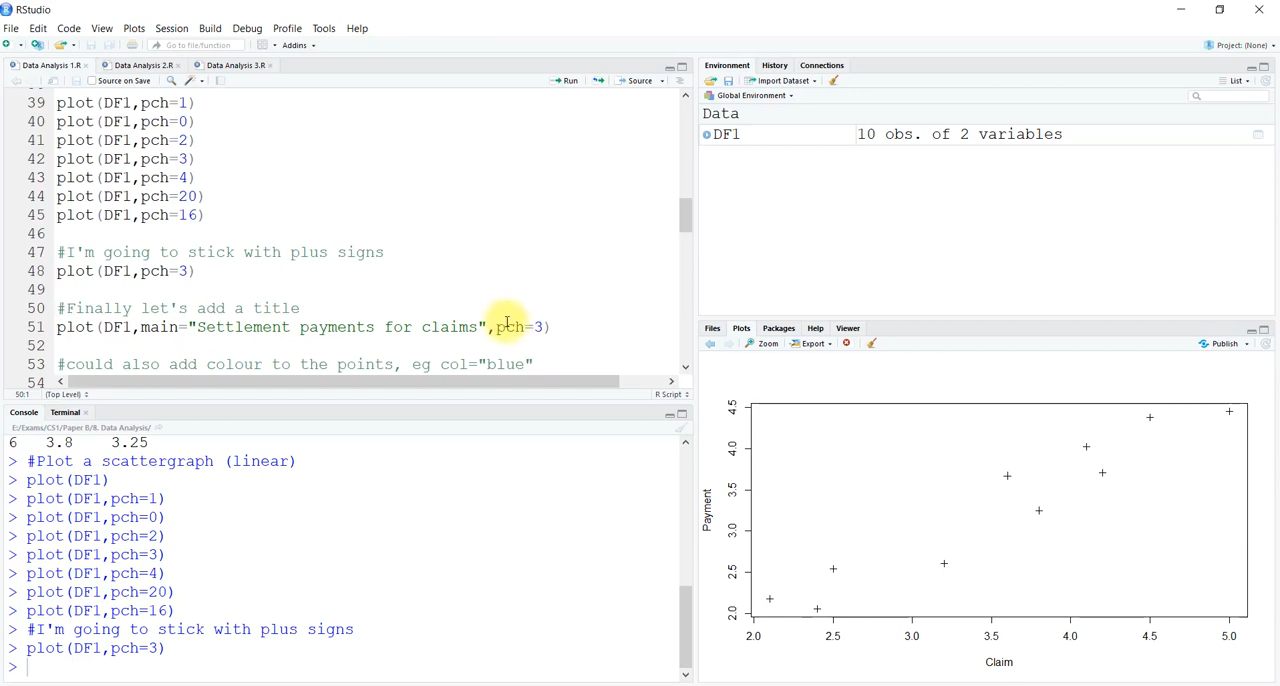 RStudio
File Edit Code View Plots Session Build Debug Profile Tools Help
Go to file/function Addins Project: (None)
Data Analysis 1.R Data Analysis 2.R Data Analysis 3.R
Source on Save Run Source
39 plot(DF1,pch=1)
40 plot(DF1,pch=0)
41 plot(DF1,pch=2)
42 plot(DF1,pch=3)
43 plot(DF1,pch=4)
44 plot(DF1,pch=20)
45 plot(DF1,pch=16)
46
47 #I'm going to stick with plus signs
48 plot(DF1,pch=3)
49
50 #Finally let's add a title
51 plot(DF1,main="Settlement payments for claims",pch=3)
52
53 #could also add colour to the points, eg col="blue"
54
50:1 (Top Level) R Script
Console Terminal
E:/Exams/CS1/Paper B/8. Data Analysis/
6 3.8 3.25
> #Plot a scattergraph (linear)
> plot(DF1)
> plot(DF1,pch=1)
> plot(DF1,pch=0)
> plot(DF1,pch=2)
> plot(DF1,pch=3)
> plot(DF1,pch=4)
> plot(DF1,pch=20)
> plot(DF1,pch=16)
> #I'm going to stick with plus signs
> plot(DF1,pch=3)
>
Environment History Connections
Import Dataset List
Global Environment
Data
DF1 10 obs. of 2 variables
Files Plots Packages Help Viewer
Zoom Export Publish
4.5
4.0
3.5
3.0
2.5
2.0
Payment
2.0 2.5 3.0 3.5 4.0 4.5 5.0
Claim